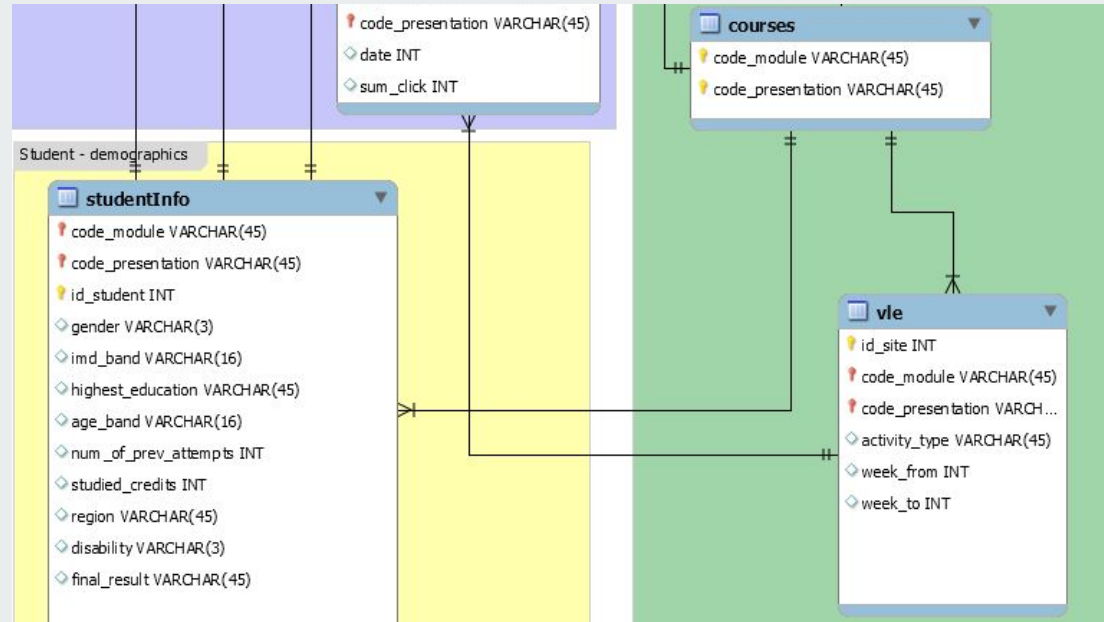 code_presentation VARCHAR(45)
date INT
sum_click INT
courses
code_module VARCHAR(45)
code_presentation VARCHAR(45)
Student - demographics
studentInfo
code_module VARCHAR(45)
code_presentation VARCHAR(45)
id_student INT
gender VARCHAR(3)
imd_band VARCHAR(16)
highest_education VARCHAR(45)
age_band VARCHAR(16)
num_of_prev_attempts INT
studied_credits INT
region VARCHAR(45)
disability VARCHAR(3)
final_result VARCHAR(45)
vle
id_site INT
code_module VARCHAR(45)
code_presentation VARCH...
activity_type VARCHAR(45)
week_from INT
week_to INT